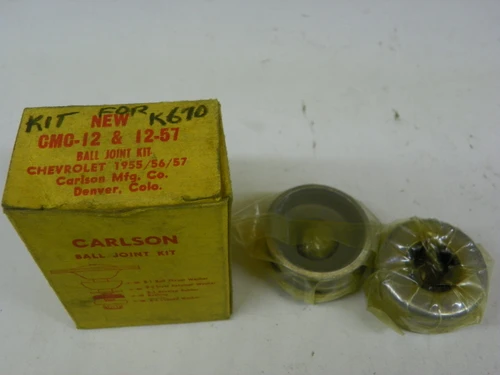 KIT FOR K670
NEW
CMC-12 & 12-57
BALL JOINT KIT
CHEVROLET 1955/56/57
Carlson Mfg. Co.
Denver, Colo.
CARLSON
BALL JOINT KIT